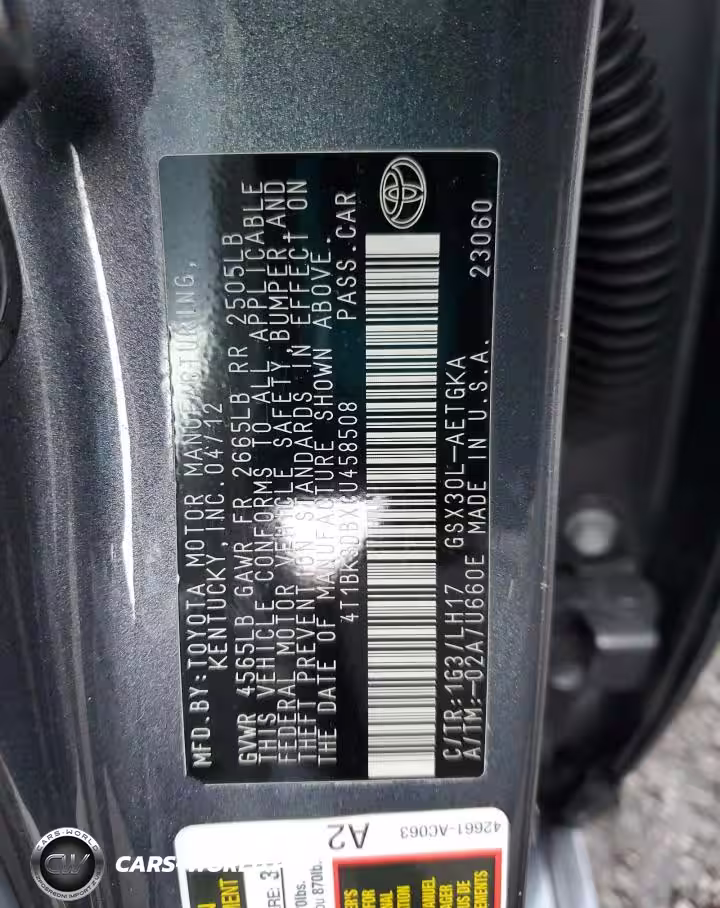 MFD.BY:TOYOTA MOTOR MANUFACTURING,
KENTUCKY, INC. 04/12
GVWR 4565LB GAWR FR 2665LB RR 2505LB
THIS VEHICLE CONFORMS TO ALL APPLICABLE
FEDERAL MOTOR VEHICLE SAFETY, BUMPER, AND
THEFT PREVENTION STANDARDS IN EFFECT ON
THE DATE OF MANUFACTURE SHOWN ABOVE.
PASS.CAR
C/TR:1G3/LH17 GSX30L-AETGKA
A/TM:-02A/U660E MADE IN U.S.A. 23060
42661-AC063
A2
CARS-WORLD
CW